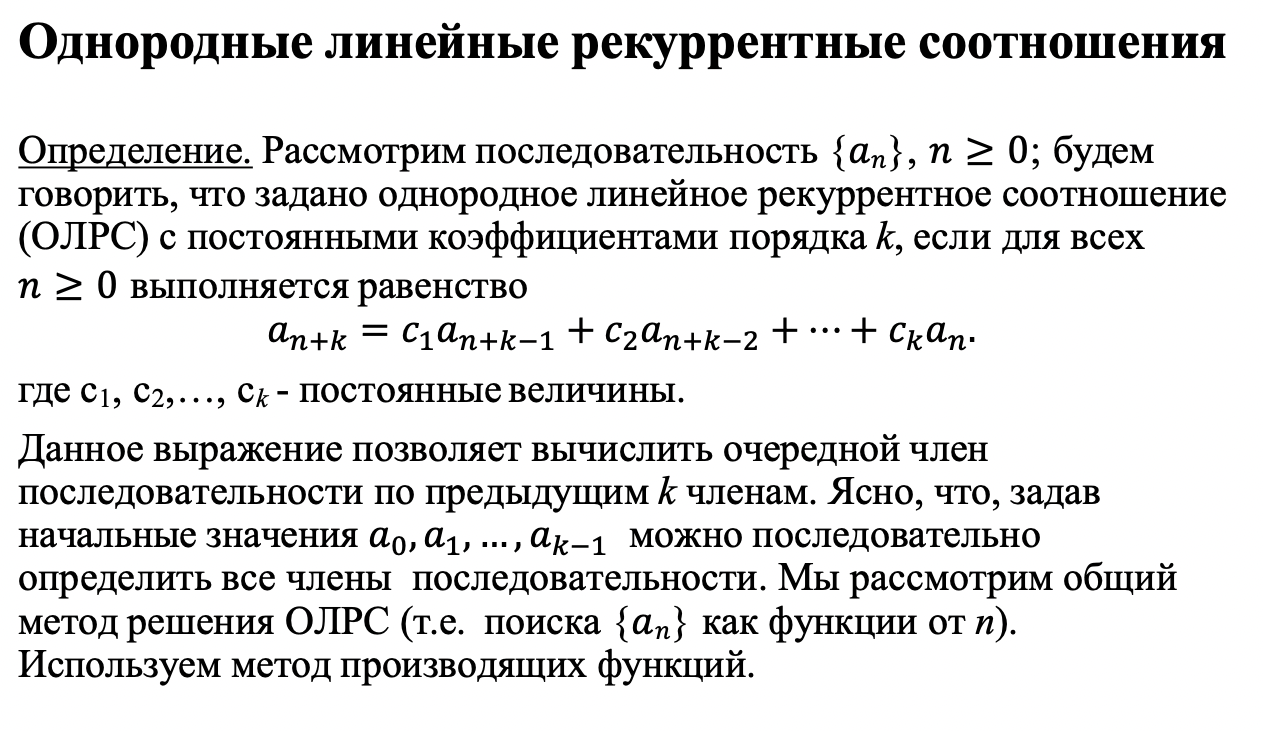 Однородные линейные рекуррентные соотношения
Определение. Рассмотрим последовательность {aₙ}, n ≥ 0; будем
говорить, что задано однородное линейное рекуррентное соотношение
(ОЛРС) с постоянными коэффициентами порядка k, если для всех
n ≥ 0 выполняется равенство
aₙ₊ₖ = c₁aₙ₊ₖ₋₁ + c₂aₙ₊ₖ₋₂ + ⋯ + cₖaₙ.
где c₁, c₂,…, cₖ - постоянные величины.
Данное выражение позволяет вычислить очередной член
последовательности по предыдущим k членам. Ясно, что, задав
начальные значения a₀, a₁, …, aₖ₋₁ можно последовательно
определить все члены последовательности. Мы рассмотрим общий
метод решения ОЛРС (т.е. поиска {aₙ} как функции от n).
Используем метод производящих функций.